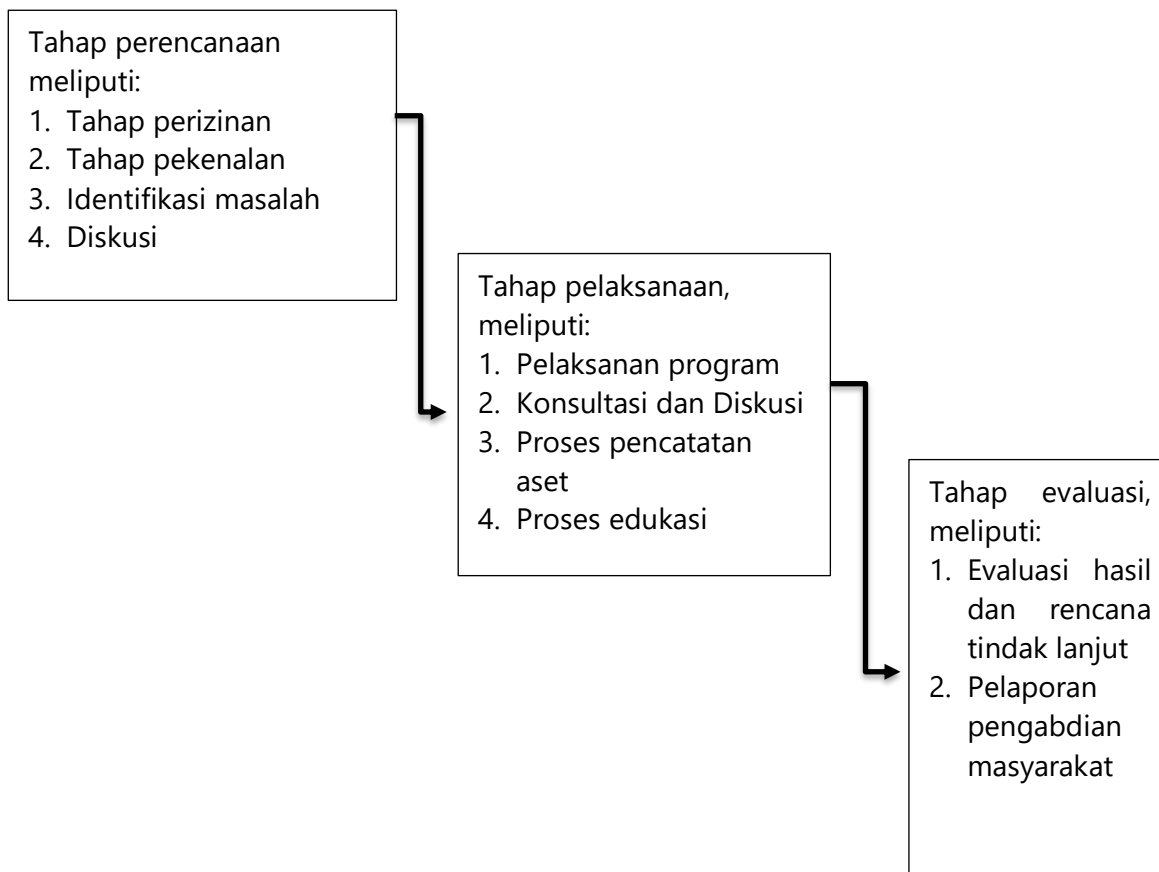 Tahap perencanaan
meliputi:
1. Tahap perizinan
2. Tahap pekenalan
3. Identifikasi masalah
4. Diskusi
Tahap pelaksanaan,
meliputi:
1. Pelaksanan program
2. Konsultasi dan Diskusi
3. Proses pencatatan
aset
4. Proses edukasi
Tahap evaluasi,
meliputi:
1. Evaluasi hasil
dan rencana
tindak lanjut
2. Pelaporan
pengabdian
masyarakat